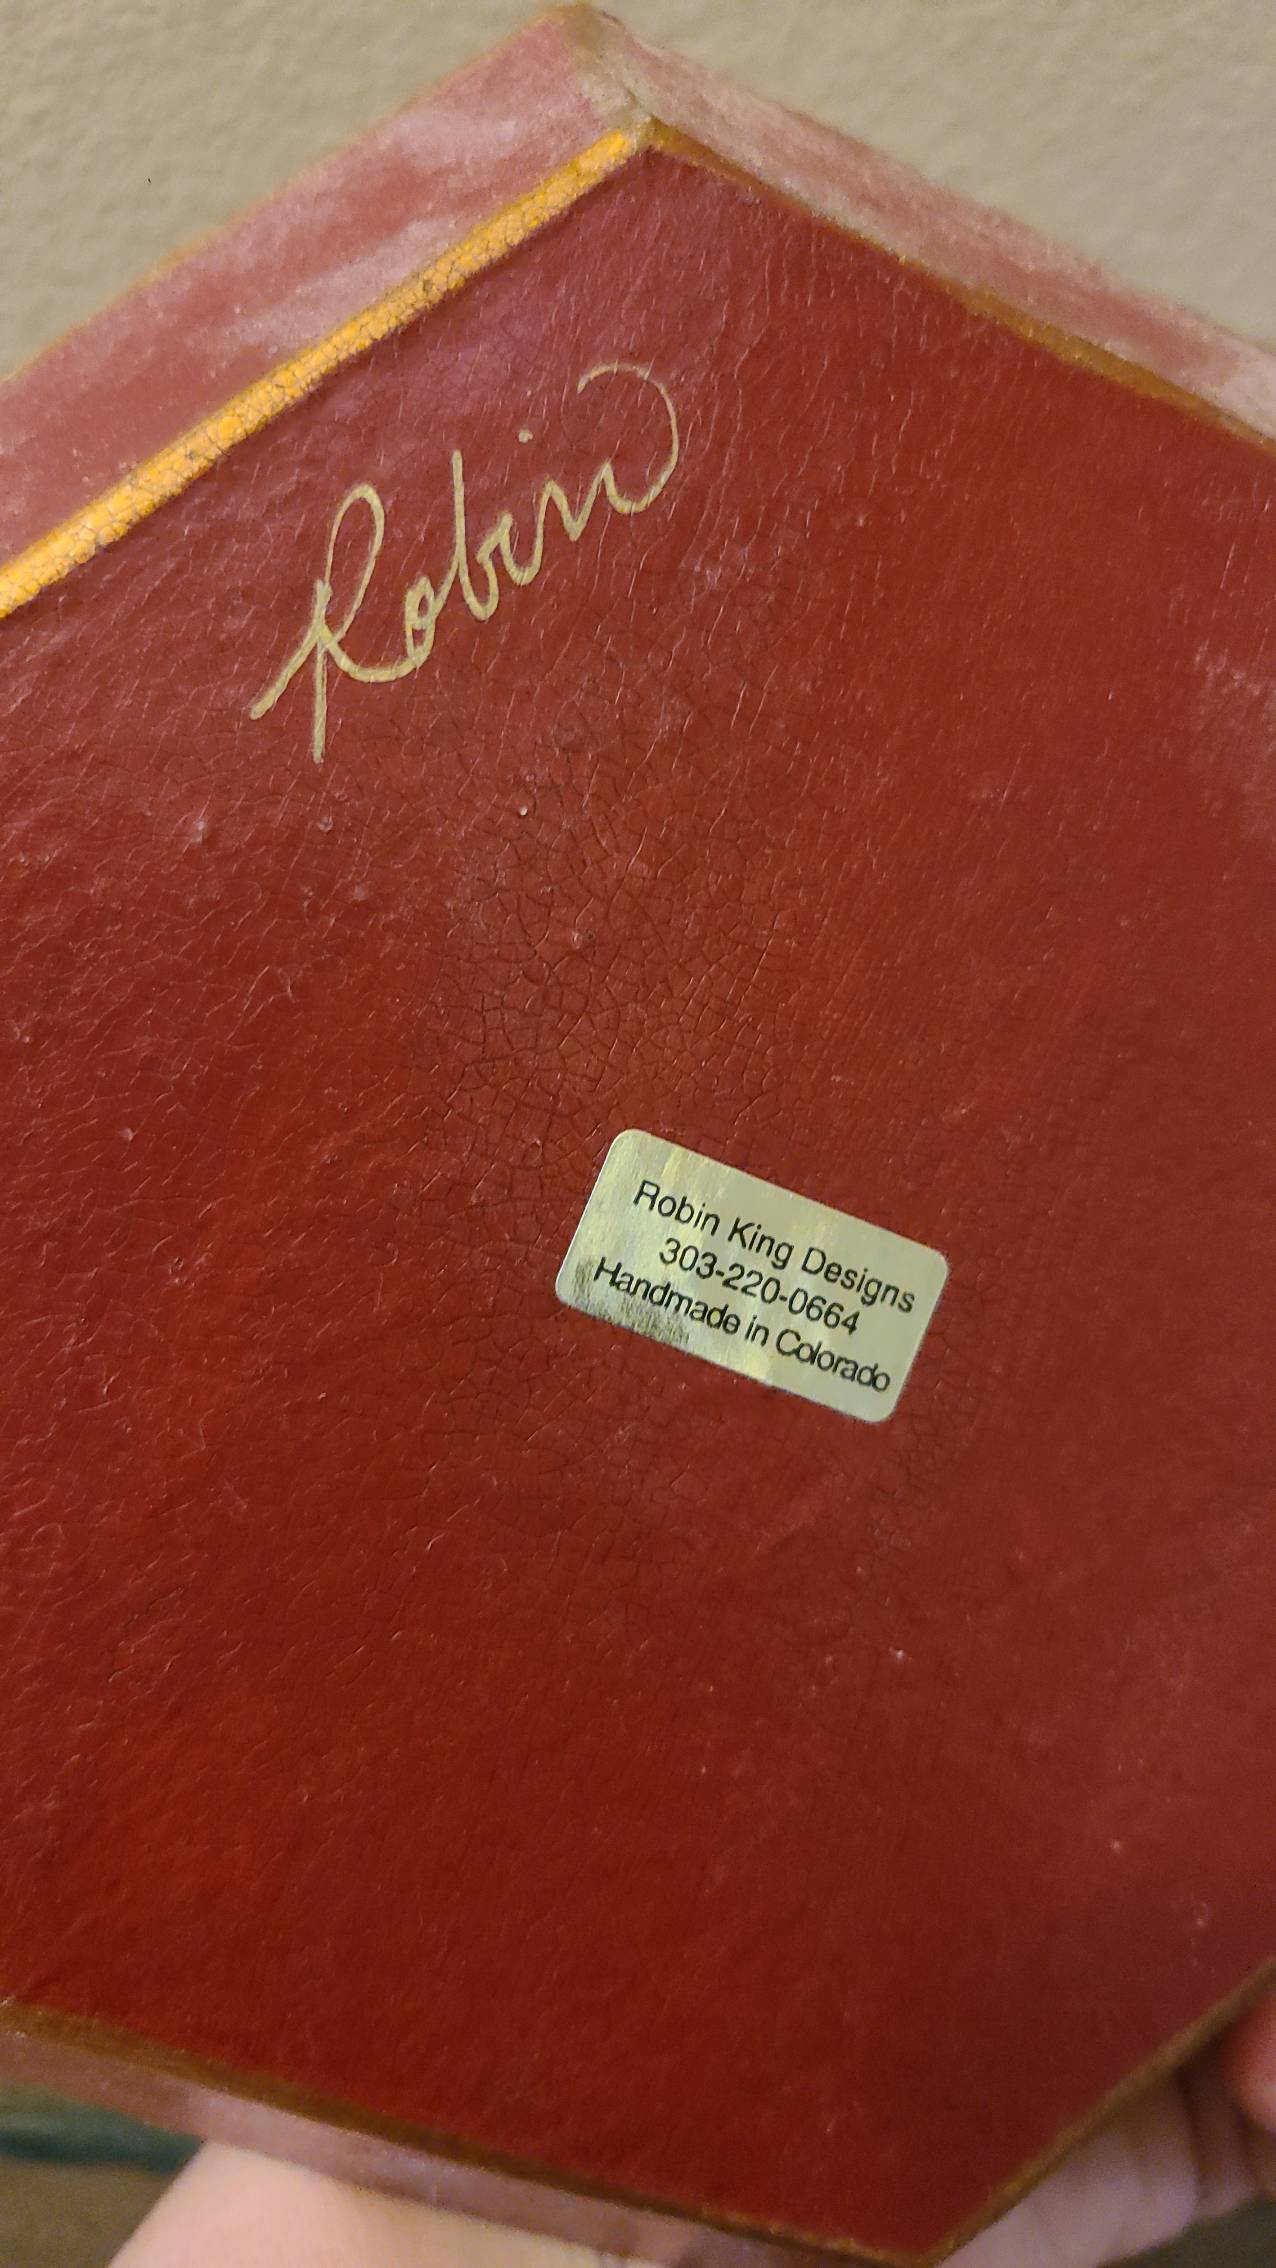 Robin
Robin King Designs
303-220-0664
Handmade in Colorado